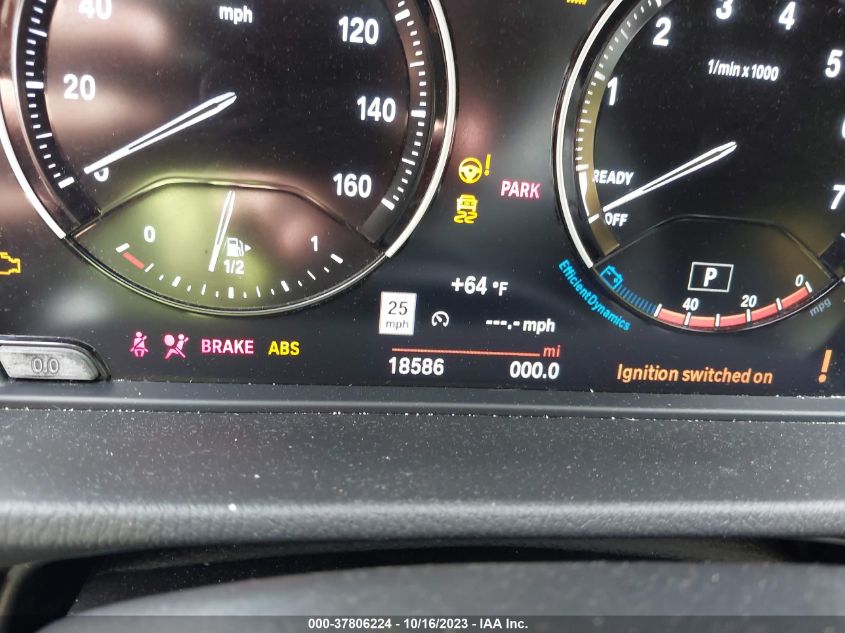 40 mph 120
20 140
0 160
0 1/2 1
2 3 4 5
1 1/min x 1000
READY
OFF 7
PARK
+64 °F
25 mph ---.- mph
18586 mi 000.0
BRAKE ABS
0.0
P
EfficientDynamics
40 20 0 mpg
Ignition switched on !
000-37806224 - 10/16/2023 - IAA Inc.